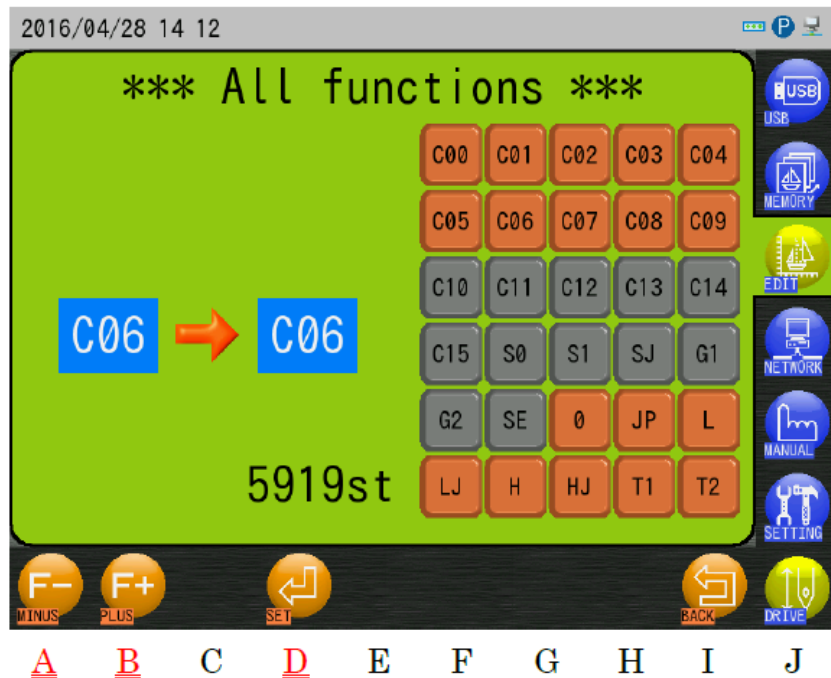 2016/04/28 14 12
P
*** All functions ***
USB
USB
C00 C01 C02 C03 C04
MEMORY
C05 C06 C07 C08 C09
EDIT
C10 C11 C12 C13 C14
C06 C06
C15 S0 S1 SJ G1
NETWORK
G2 SE 0 JP L
MANUAL
5919st
LJ H HJ T1 T2
SETTING
F- F+
MINUS PLUS SET BACK DRIVE
A B C D E F G H I J